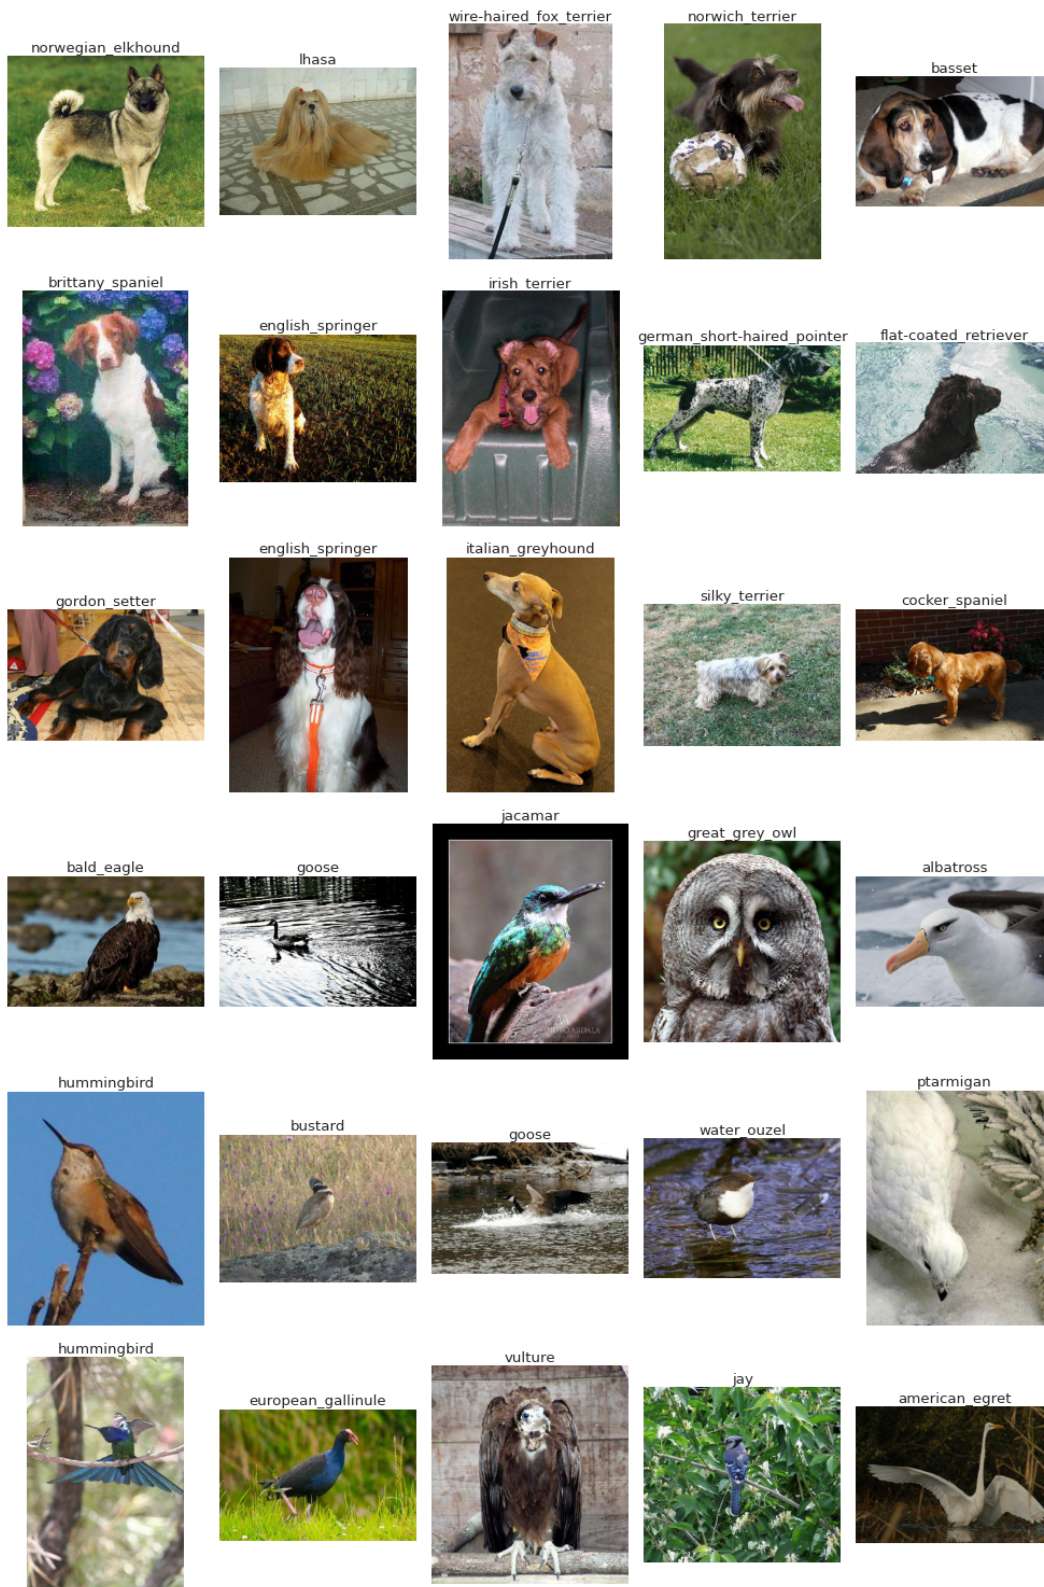 wire-haired_fox_terrier
norwich_terrier
norwegian_elkhound
lhasa
basset
brittany_spaniel
irish_terrier
english_springer
german_short-haired_pointer
flat-coated_retriever
english_springer
italian_greyhound
gordon_setter
silky_terrier
cocker_spaniel
jacamar
great_grey_owl
bald_eagle
goose
albatross
hummingbird
ptarmigan
bustard
goose
water_ouzel
hummingbird
vulture
jay
european_gallinule
american_egret